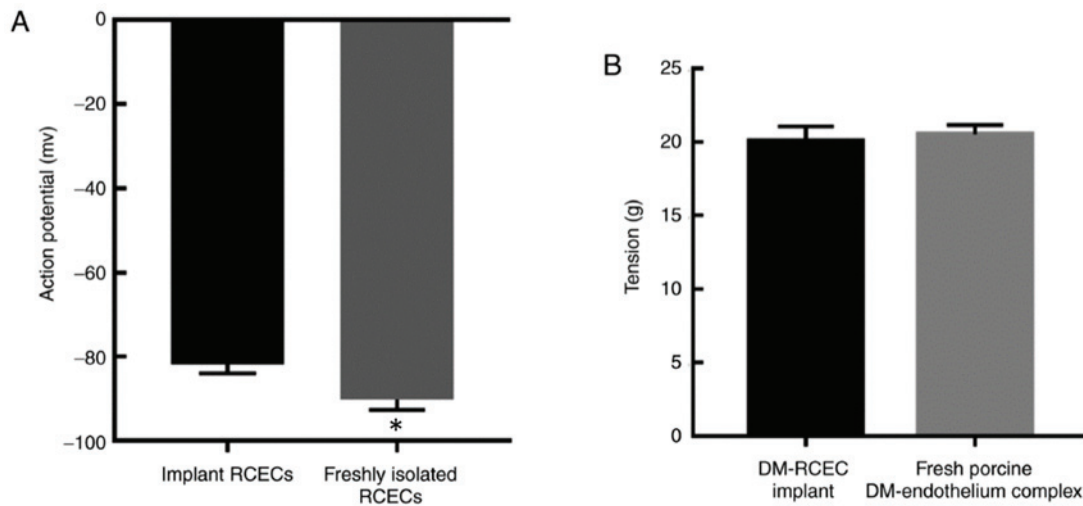 A
0
−20
−40
−60
−80
−100
Action potential (mv)
*
Implant RCECs
Freshly isolated
RCECs
B
25
20
15
10
5
0
Tension (g)
DM-RCEC
implant
Fresh porcine
DM-endothelium complex